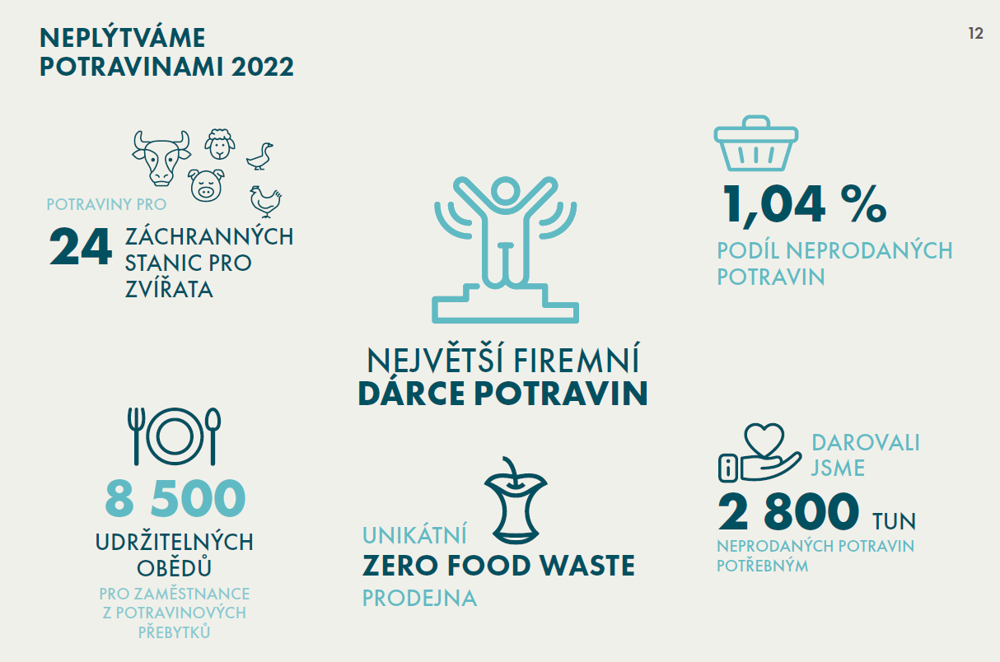 NEPLÝTVÁME
POTRAVINAMI 2022
12
POTRAVINY PRO
24
ZÁCHRANNÝCH
STANIC PRO
ZVÍŘATA
NEJVĚTŠÍ FIREMNÍ
DÁRCE POTRAVIN
1,04 %
PODÍL NEPRODANÝCH
POTRAVIN
8 500
UDRŽITELNÝCH
OBĚDŮ
PRO ZAMĚSTNANCE
Z POTRAVINOVÝCH
PŘEBYTKŮ
UNIKÁTNÍ
ZERO FOOD WASTE
PRODEJNA
DAROVALI
JSME
2 800 TUN
NEPRODANÝCH POTRAVIN
POTŘEBNÝM